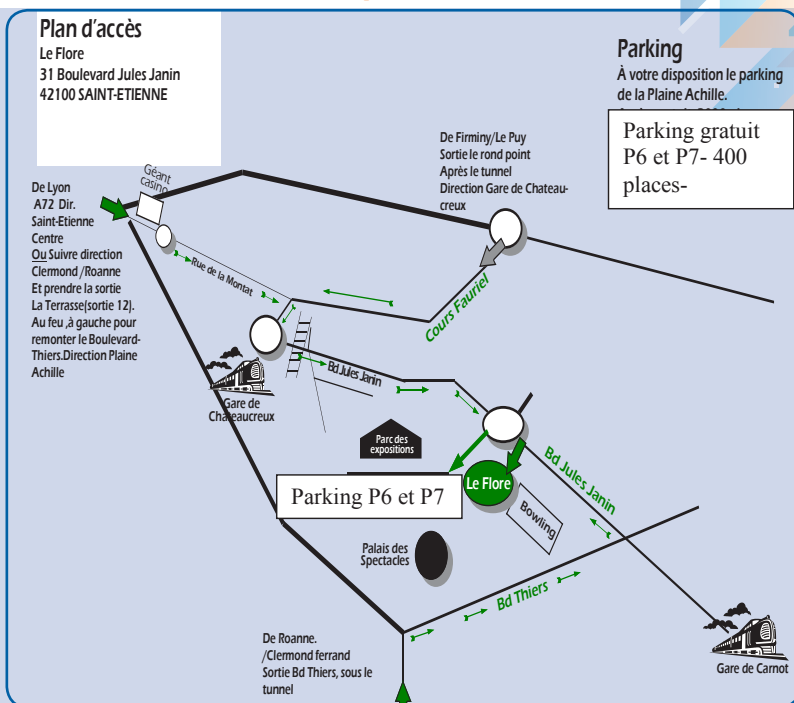 Plan d'accès
Le Flore
31 Boulevard Jules Janin
42100 SAINT-ETIENNE
Parking
À votre disposition le parking
de la Plaine Achille.
Parking gratuit
P6 et P7- 400
places-
De Firminy/Le Puy
Sortie le rond point
Après le tunnel
Direction Gare de Chateau-
creux
Géant
casino
De Lyon
A72 Dir.
Saint-Etienne
Centre
Ou Suivre direction
Clermond /Roanne
Et prendre la sortie
La Terrasse(sortie 12).
Au feu ,à gauche pour
remonter le Boulevard-
Thiers.Direction Plaine
Achille
Rue de la Montat
Cours Fauriel
Bd Jules Janin
Gare de
Chateaucreux
Parc des
expositions
Bd Jules Janin
Le Flore
Parking P6 et P7
Bowling
Palais des
Spectacles
Bd Thiers
De Roanne.
/Clermond ferrand
Sortie Bd Thiers, sous le
tunnel
Gare de Carnot